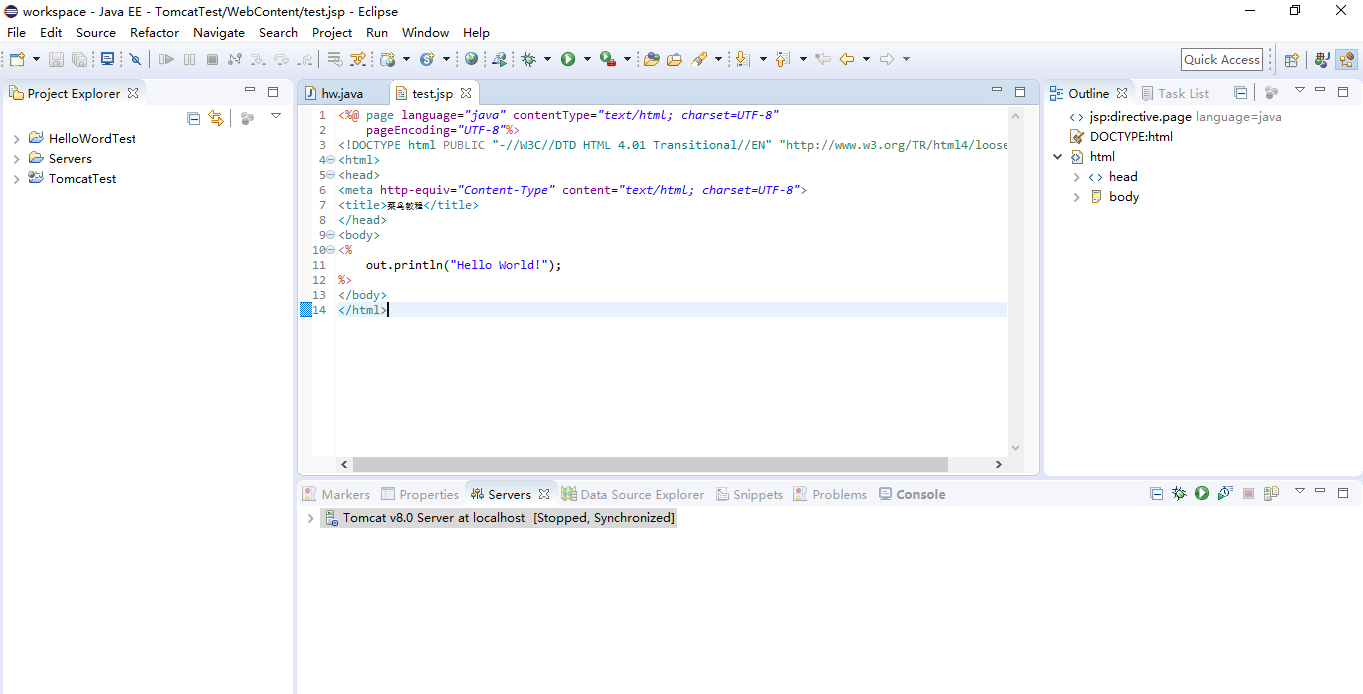 workspace - Java EE - TomcatTest/WebContent/test.jsp - Eclipse
File Edit Source Refactor Navigate Search Project Run Window Help
Quick Access
Project Explorer
HelloWordTest
Servers
TomcatTest
hw.java test.jsp
1 <%@ page language="java" contentType="text/html; charset=UTF-8"
2 pageEncoding="UTF-8"%>
3 <!DOCTYPE html PUBLIC "-//W3C//DTD HTML 4.01 Transitional//EN" "http://www.w3.org/TR/html4/loose
4 <html>
5 <head>
6 <meta http-equiv="Content-Type" content="text/html; charset=UTF-8">
7 <title>菜鸟教程</title>
8 </head>
9 <body>
10 <%
11 out.println("Hello World!");
12 %>
13 </body>
14 </html>
Outline Task List
jsp:directive.page language=java
DOCTYPE:html
html
head
body
Markers Properties Servers Data Source Explorer Snippets Problems Console
Tomcat v8.0 Server at localhost [Stopped, Synchronized]